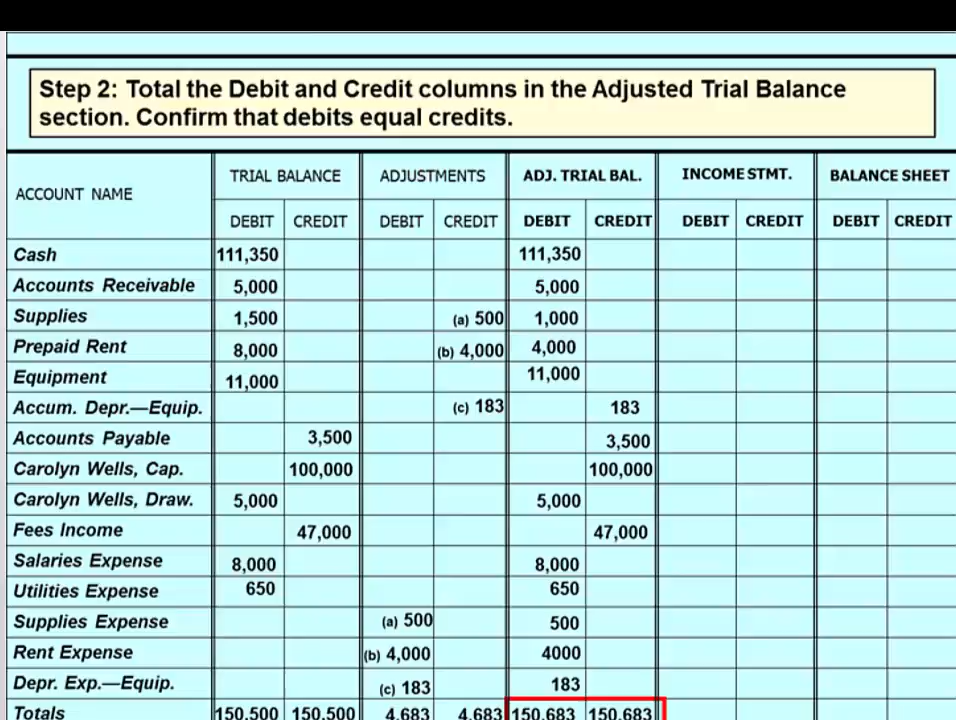 Step 2: Total the Debit and Credit columns in the Adjusted Trial Balance
section. Confirm that debits equal credits.
ACCOUNT NAME TRIAL BALANCE ADJUSTMENTS ADJ. TRIAL BAL. INCOME STMT. BALANCE SHEET
DEBIT CREDIT DEBIT CREDIT DEBIT CREDIT DEBIT CREDIT DEBIT CREDIT
Cash 111,350 111,350
Accounts Receivable 5,000 5,000
Supplies 1,500 (a) 500 1,000
Prepaid Rent 8,000 (b) 4,000 4,000
Equipment 11,000 11,000
Accum. Depr.—Equip. (c) 183 183
Accounts Payable 3,500 3,500
Carolyn Wells, Cap. 100,000 100,000
Carolyn Wells, Draw. 5,000 5,000
Fees Income 47,000 47,000
Salaries Expense 8,000 8,000
Utilities Expense 650 650
Supplies Expense (a) 500 500
Rent Expense (b) 4,000 4000
Depr. Exp.—Equip. (c) 183 183
Totals 150,500 150,500 4,683 4,683 150,683 150,683